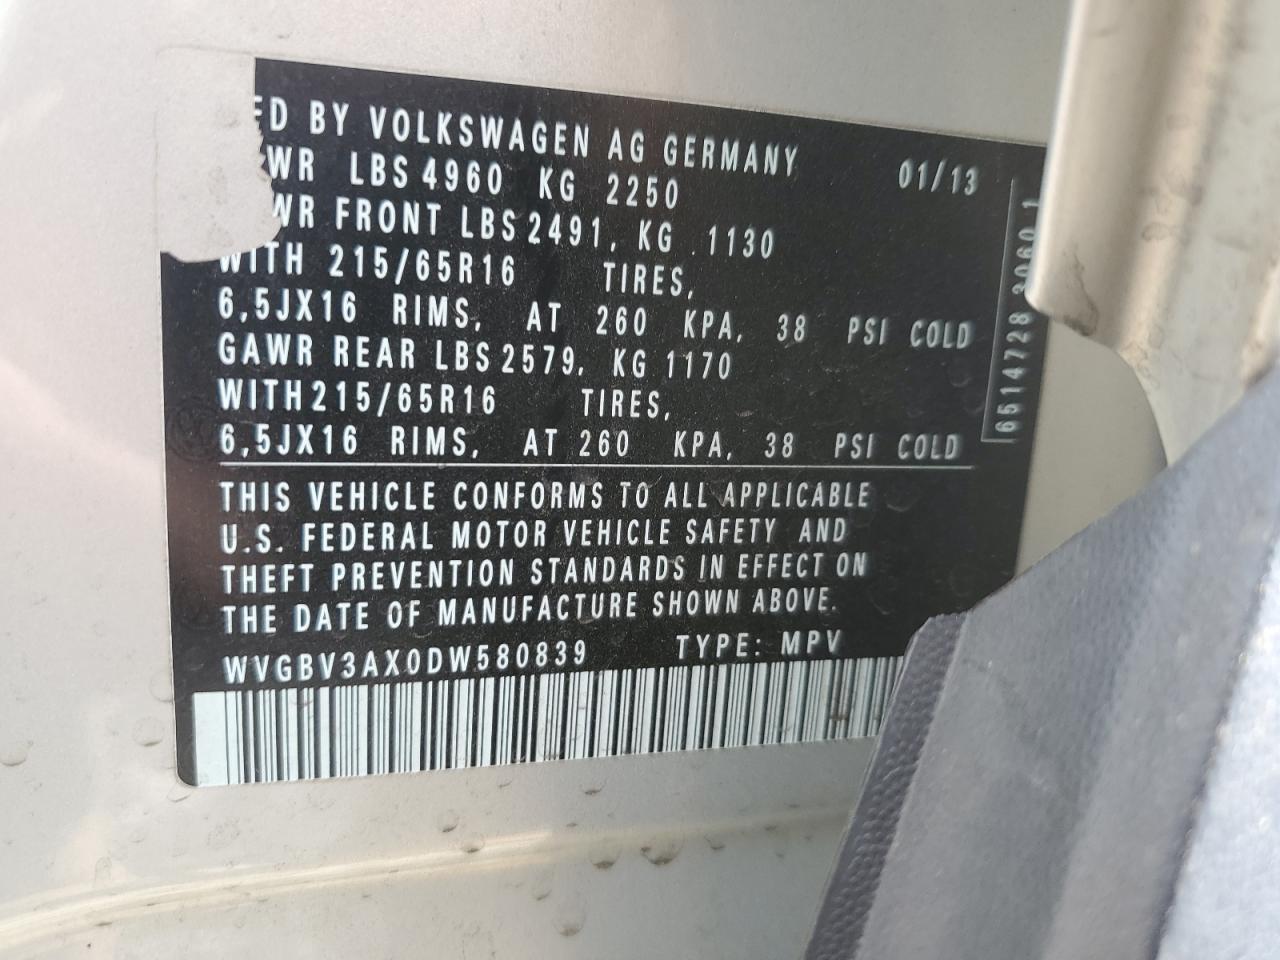 ED BY VOLKSWAGEN AG GERMANY 01/13
WR LBS 4960 KG 2250
WR FRONT LBS 2491, KG 1130
WITH 215/65R16 TIRES,
6,5JX16 RIMS, AT 260 KPA, 38 PSI COLD
GAWR REAR LBS 2579, KG 1170
WITH 215/65R16 TIRES,
6,5JX16 RIMS, AT 260 KPA, 38 PSI COLD
THIS VEHICLE CONFORMS TO ALL APPLICABLE
U.S. FEDERAL MOTOR VEHICLE SAFETY AND
THEFT PREVENTION STANDARDS IN EFFECT ON
THE DATE OF MANUFACTURE SHOWN ABOVE.
WVGBV3AX0DW580839 TYPE: MPV
6514728